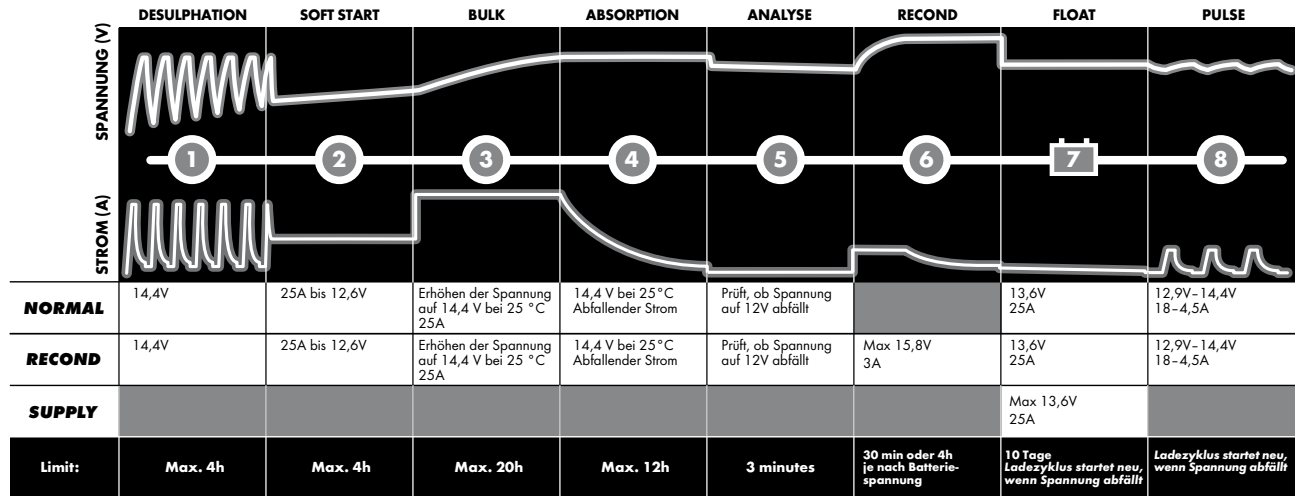 DESULPHATION SOFT START BULK ABSORPTION ANALYSE RECOND FLOAT PULSE
SPANNUNG (V)
1 2 3 4 5 6 7 8
STROM (A)
NORMAL
14,4V
25A bis 12,6V
Erhöhen der Spannung
auf 14,4 V bei 25 °C
25A
14,4 V bei 25°C
Abfallender Strom
Prüft, ob Spannung
auf 12V abfällt
13,6V
25A
12,9V–14,4V
18–4,5A
RECOND
14,4V
25A bis 12,6V
Erhöhen der Spannung
auf 14,4 V bei 25 °C
25A
14,4 V bei 25°C
Abfallender Strom
Prüft, ob Spannung
auf 12V abfällt
Max 15,8V
3A
13,6V
25A
12,9V–14,4V
18–4,5A
SUPPLY
Max 13,6V
25A
Limit:
Max. 4h
Max. 4h
Max. 20h
Max. 12h
3 minutes
30 min oder 4h
je nach Batterie-
spannung
10 Tage
Ladezyklus startet neu,
wenn Spannung abfällt
Ladezyklus startet neu,
wenn Spannung abfällt